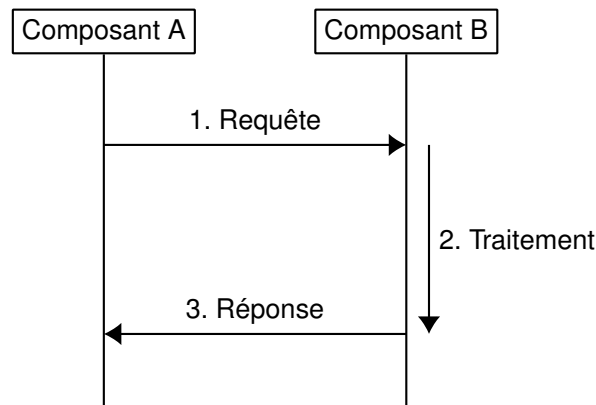 Composant A
Composant B
1. Requête
2. Traitement
3. Réponse